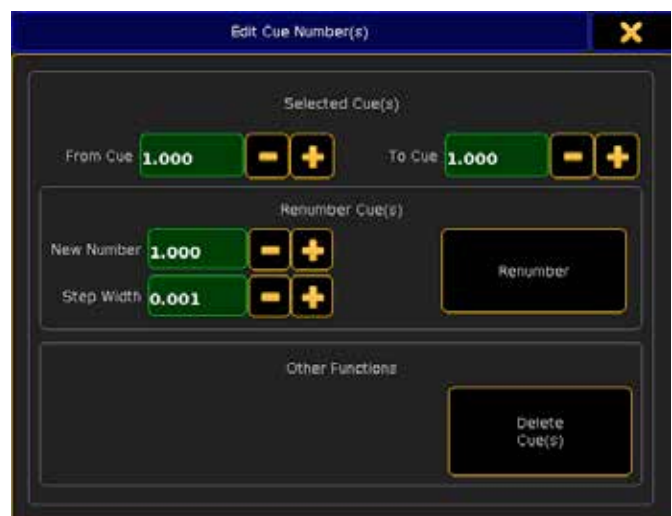 Edit Cue Number(s)
Selected Cue(s)
From Cue 1.000 To Cue 1.000
Renumber Cue(s)
New Number 1.000
Renumber
Step Width 0.001
Other Functions
Delete
Cue(s)